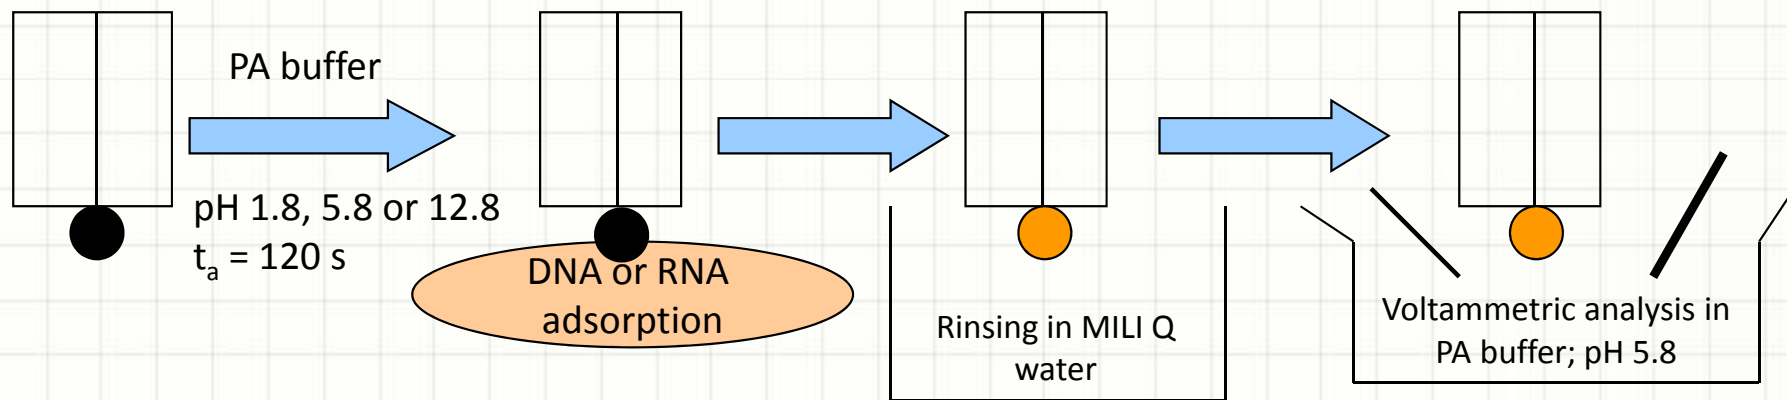 PA buffer
pH 1.8, 5.8 or 12.8
tₐ = 120 s
DNA or RNA
adsorption
Rinsing in MILI Q
water
Voltammetric analysis in
PA buffer; pH 5.8